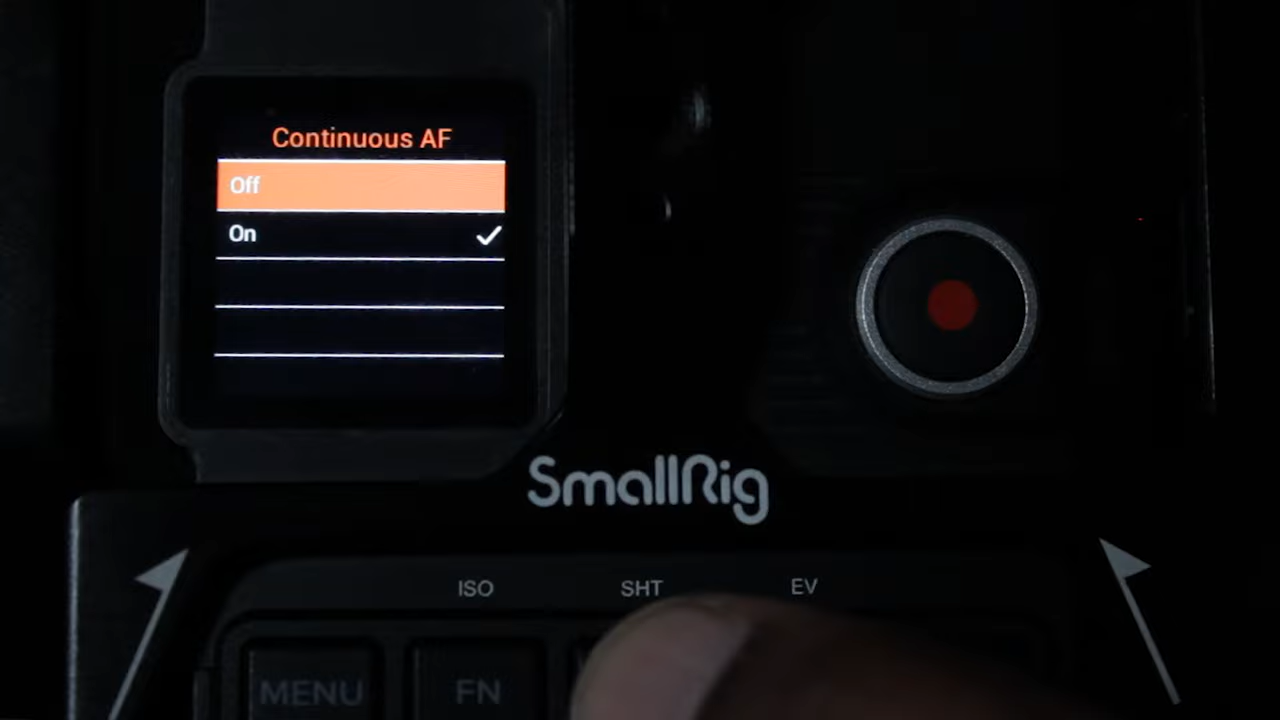 Continuous AF
Off
On
SmallRig
ISO SHT EV
MENU FN